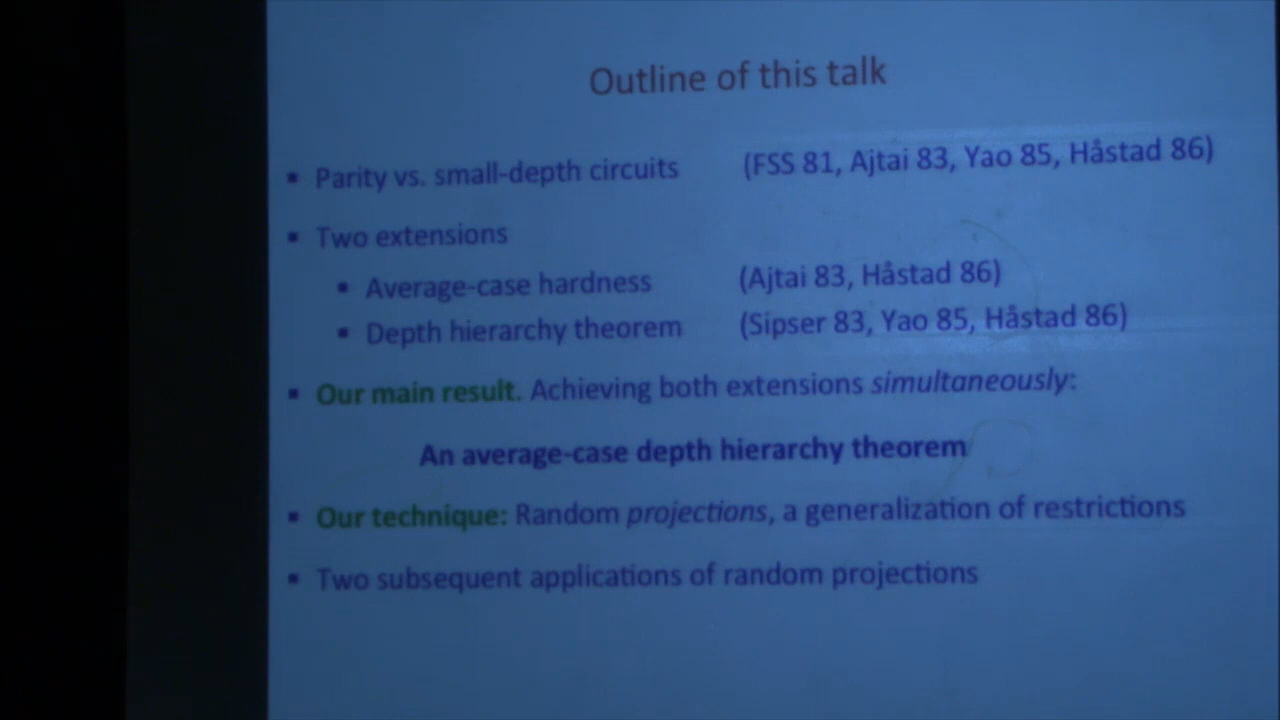 Outline of this talk
▪ Parity vs. small-depth circuits (FSS 81, Ajtai 83, Yao 85, Håstad 86)
▪ Two extensions
▪ Average-case hardness (Ajtai 83, Håstad 86)
▪ Depth hierarchy theorem (Sipser 83, Yao 85, Håstad 86)
▪ Our main result. Achieving both extensions simultaneously:
An average-case depth hierarchy theorem
▪ Our technique: Random projections, a generalization of restrictions
▪ Two subsequent applications of random projections